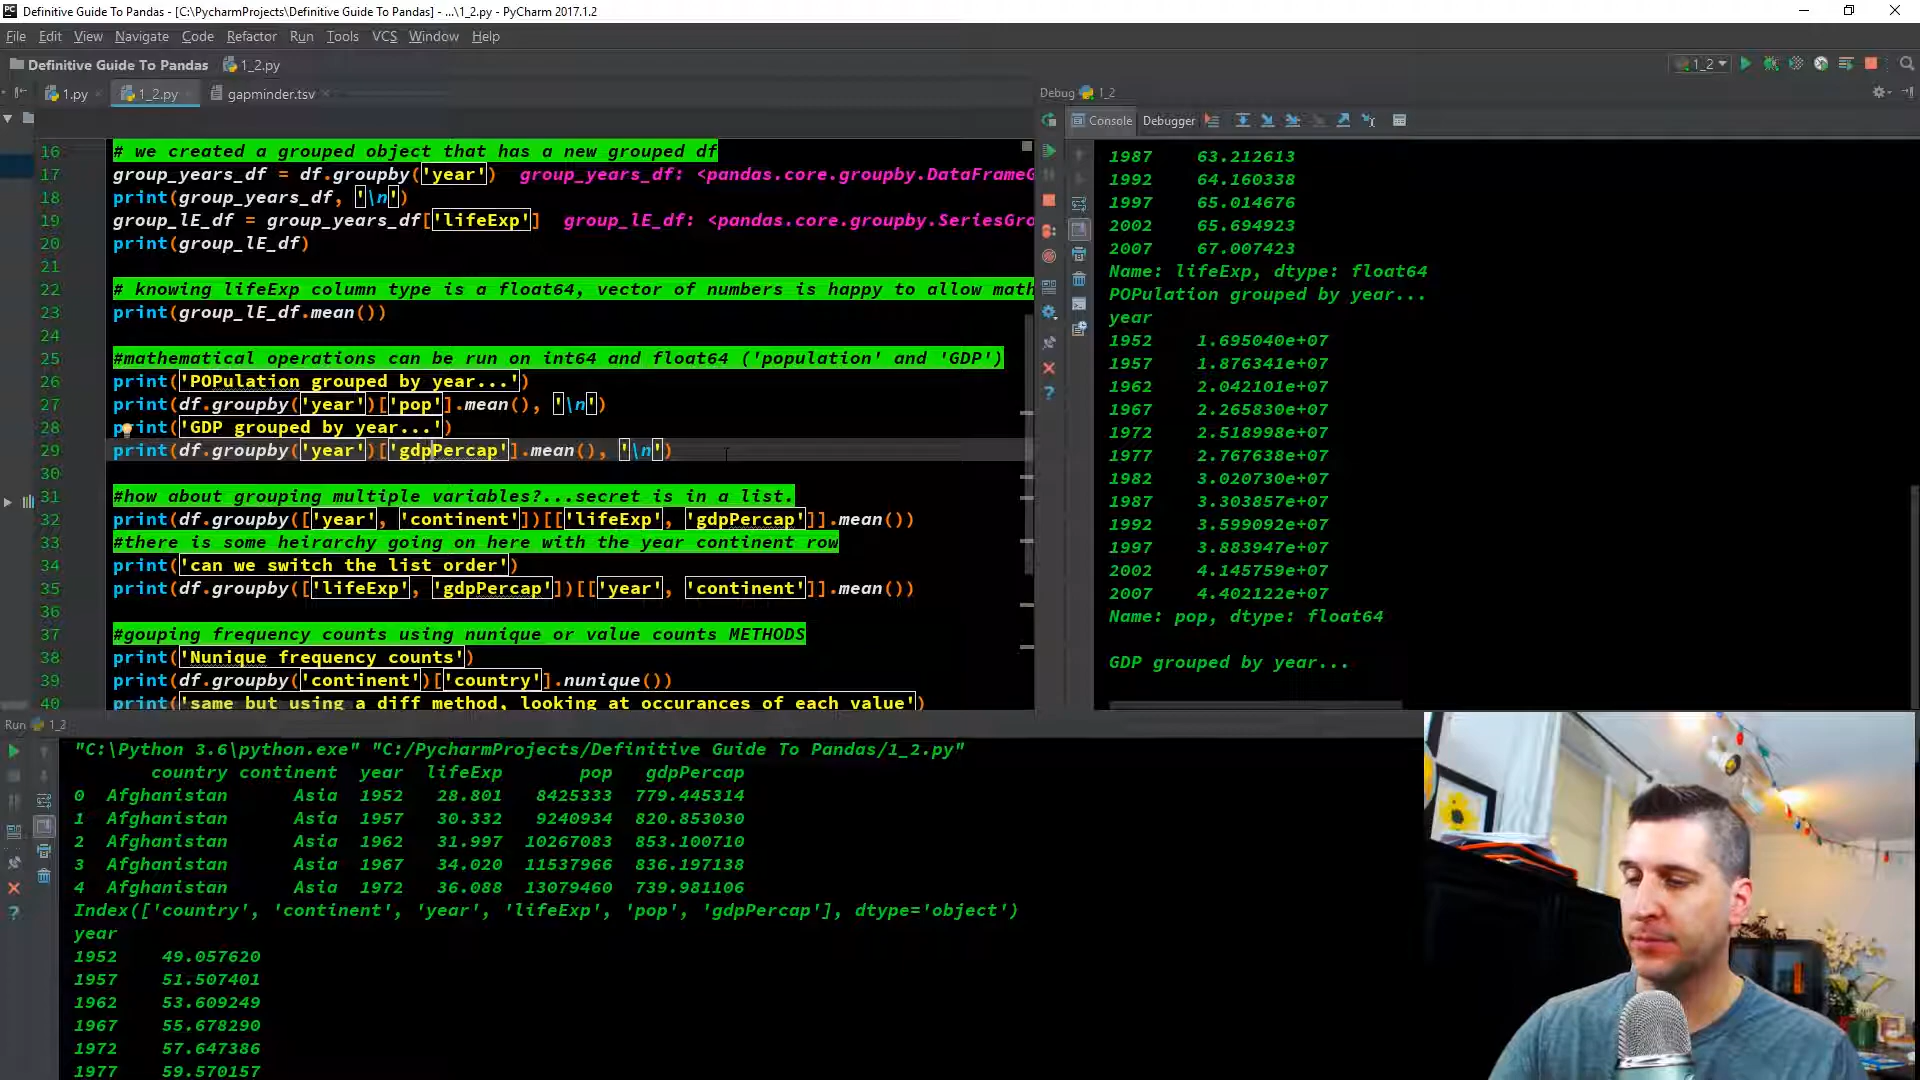 Definitive Guide To Pandas - [C:\PycharmProjects\Definitive Guide To Pandas] - ...\1_2.py - PyCharm 2017.1.2
File Edit View Navigate Code Refactor Run Tools VCS Window Help
Definitive Guide To Pandas 1_2.py
1_2
1.py 1_2.py gapminder.tsv
16 # we created a grouped object that has a new grouped df
17 group_years_df = df.groupby('year') group_years_df: <pandas.core.groupby.DataFrameG
18 print(group_years_df, '\n')
19 group_lE_df = group_years_df['lifeExp'] group_lE_df: <pandas.core.groupby.SeriesGro
20 print(group_lE_df)
21
22 # knowing lifeExp column type is a float64, vector of numbers is happy to allow math
23 print(group_lE_df.mean())
24
25 #mathematical operations can be run on int64 and float64 ('population' and 'GDP')
26 print('POPulation grouped by year...')
27 print(df.groupby('year')['pop'].mean(), '\n')
28 print('GDP grouped by year...')
29 print(df.groupby('year')['gdpPercap'].mean(), '\n')
30
31 #how about grouping multiple variables?...secret is in a list.
32 print(df.groupby(['year', 'continent'])[['lifeExp', 'gdpPercap']].mean())
33 #there is some heirarchy going on here with the year continent row
34 print('can we switch the list order')
35 print(df.groupby(['lifeExp', 'gdpPercap'])[['year', 'continent']].mean())
36
37 #gouping frequency counts using nunique or value counts METHODS
38 print('Nunique frequency counts')
39 print(df.groupby('continent')['country'].nunique())
40 print('same but using a diff method, looking at occurances of each value')
Debug 1_2
Console Debugger
1987 63.212613
1992 64.160338
1997 65.014676
2002 65.694923
2007 67.007423
Name: lifeExp, dtype: float64
POPulation grouped by year...
year
1952 1.695040e+07
1957 1.876341e+07
1962 2.042101e+07
1967 2.265830e+07
1972 2.518998e+07
1977 2.767638e+07
1982 3.020730e+07
1987 3.303857e+07
1992 3.599092e+07
1997 3.883947e+07
2002 4.145759e+07
2007 4.402122e+07
Name: pop, dtype: float64
GDP grouped by year...
Run 1_2
"C:\Python 3.6\python.exe" "C:/PycharmProjects/Definitive Guide To Pandas/1_2.py"
country continent year lifeExp pop gdpPercap
0 Afghanistan Asia 1952 28.801 8425333 779.445314
1 Afghanistan Asia 1957 30.332 9240934 820.853030
2 Afghanistan Asia 1962 31.997 10267083 853.100710
3 Afghanistan Asia 1967 34.020 11537966 836.197138
4 Afghanistan Asia 1972 36.088 13079460 739.981106
Index(['country', 'continent', 'year', 'lifeExp', 'pop', 'gdpPercap'], dtype='object')
year
1952 49.057620
1957 51.507401
1962 53.609249
1967 55.678290
1972 57.647386
1977 59.570157